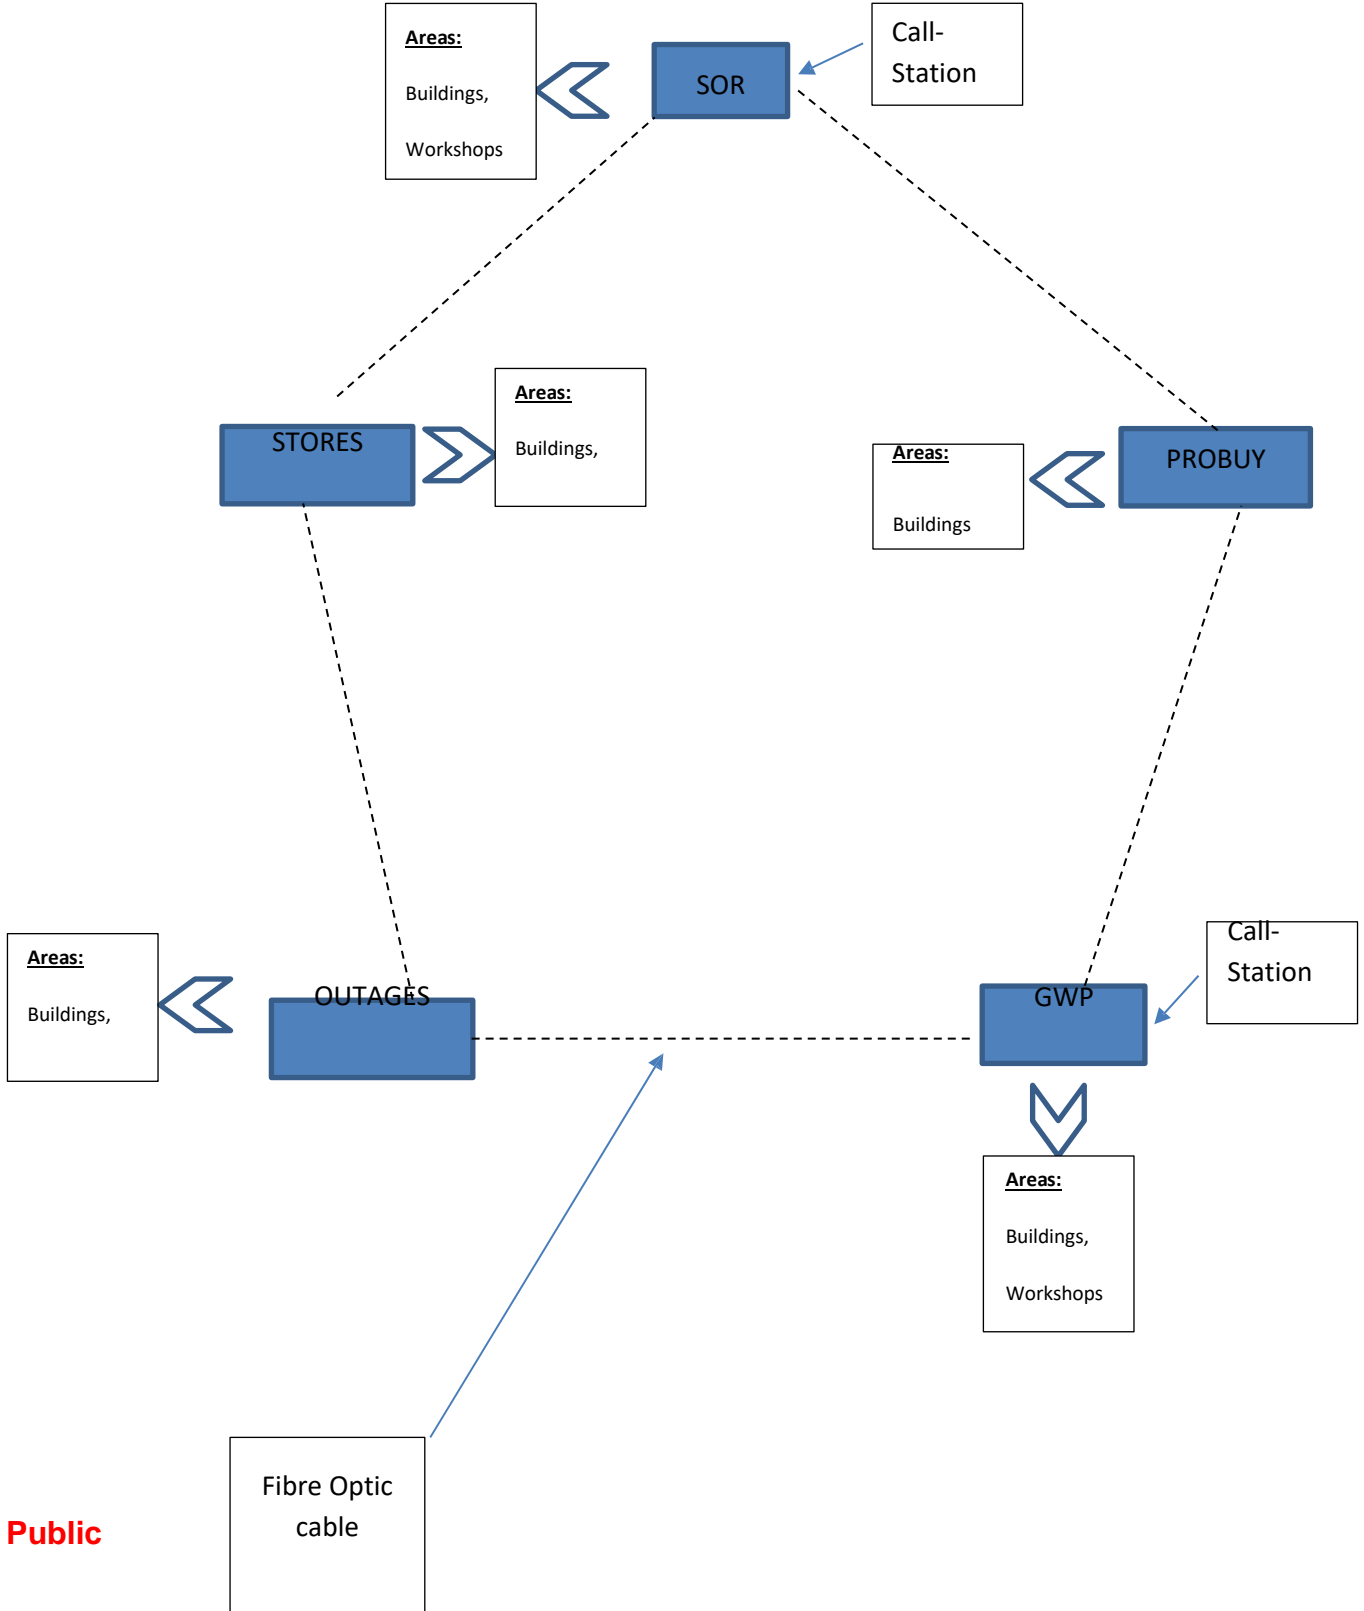 Areas:
Buildings,
Workshops
SOR
Call-
Station
STORES
Areas:
Buildings,
Areas:
Buildings
PROBUY
Areas:
Buildings,
OUTAGES
GWP
Call-
Station
Areas:
Buildings,
Workshops
Fibre Optic
cable
Public